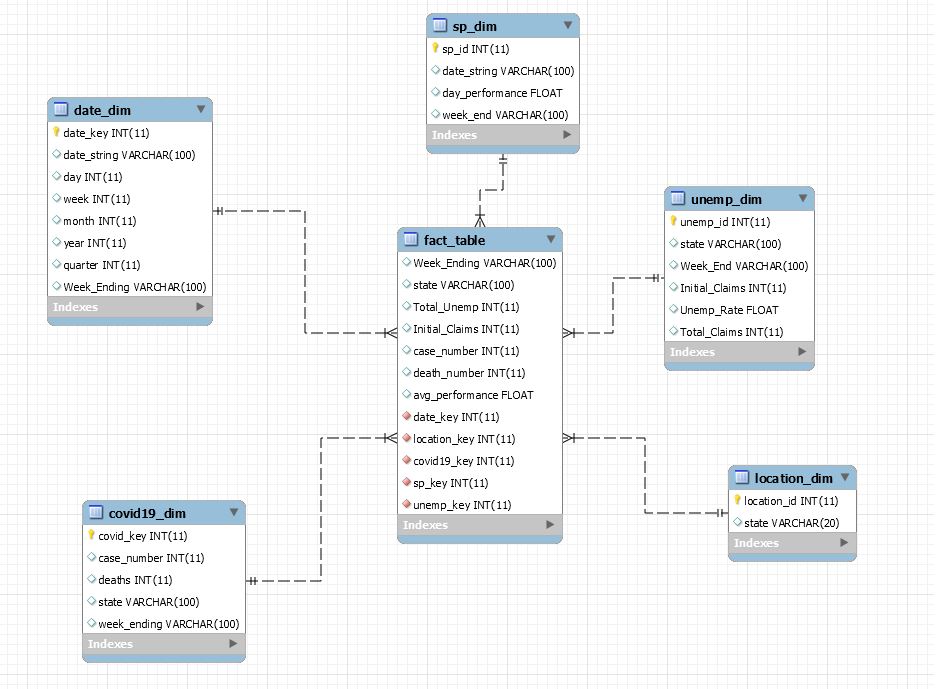 sp_dim
sp_id INT(11)
date_string VARCHAR(100)
day_performance FLOAT
week_end VARCHAR(100)
Indexes
date_dim
date_key INT(11)
date_string VARCHAR(100)
day INT(11)
week INT(11)
month INT(11)
year INT(11)
quarter INT(11)
Week_Ending VARCHAR(100)
Indexes
unemp_dim
unemp_id INT(11)
state VARCHAR(100)
Week_End VARCHAR(100)
Initial_Claims INT(11)
Unemp_Rate FLOAT
Total_Claims INT(11)
Indexes
fact_table
Week_Ending VARCHAR(100)
state VARCHAR(100)
Total_Unemp INT(11)
Initial_Claims INT(11)
case_number INT(11)
death_number INT(11)
avg_performance FLOAT
date_key INT(11)
location_key INT(11)
covid19_key INT(11)
sp_key INT(11)
unemp_key INT(11)
Indexes
location_dim
location_id INT(11)
state VARCHAR(20)
Indexes
covid19_dim
covid_key INT(11)
case_number INT(11)
deaths INT(11)
state VARCHAR(100)
week_ending VARCHAR(100)
Indexes